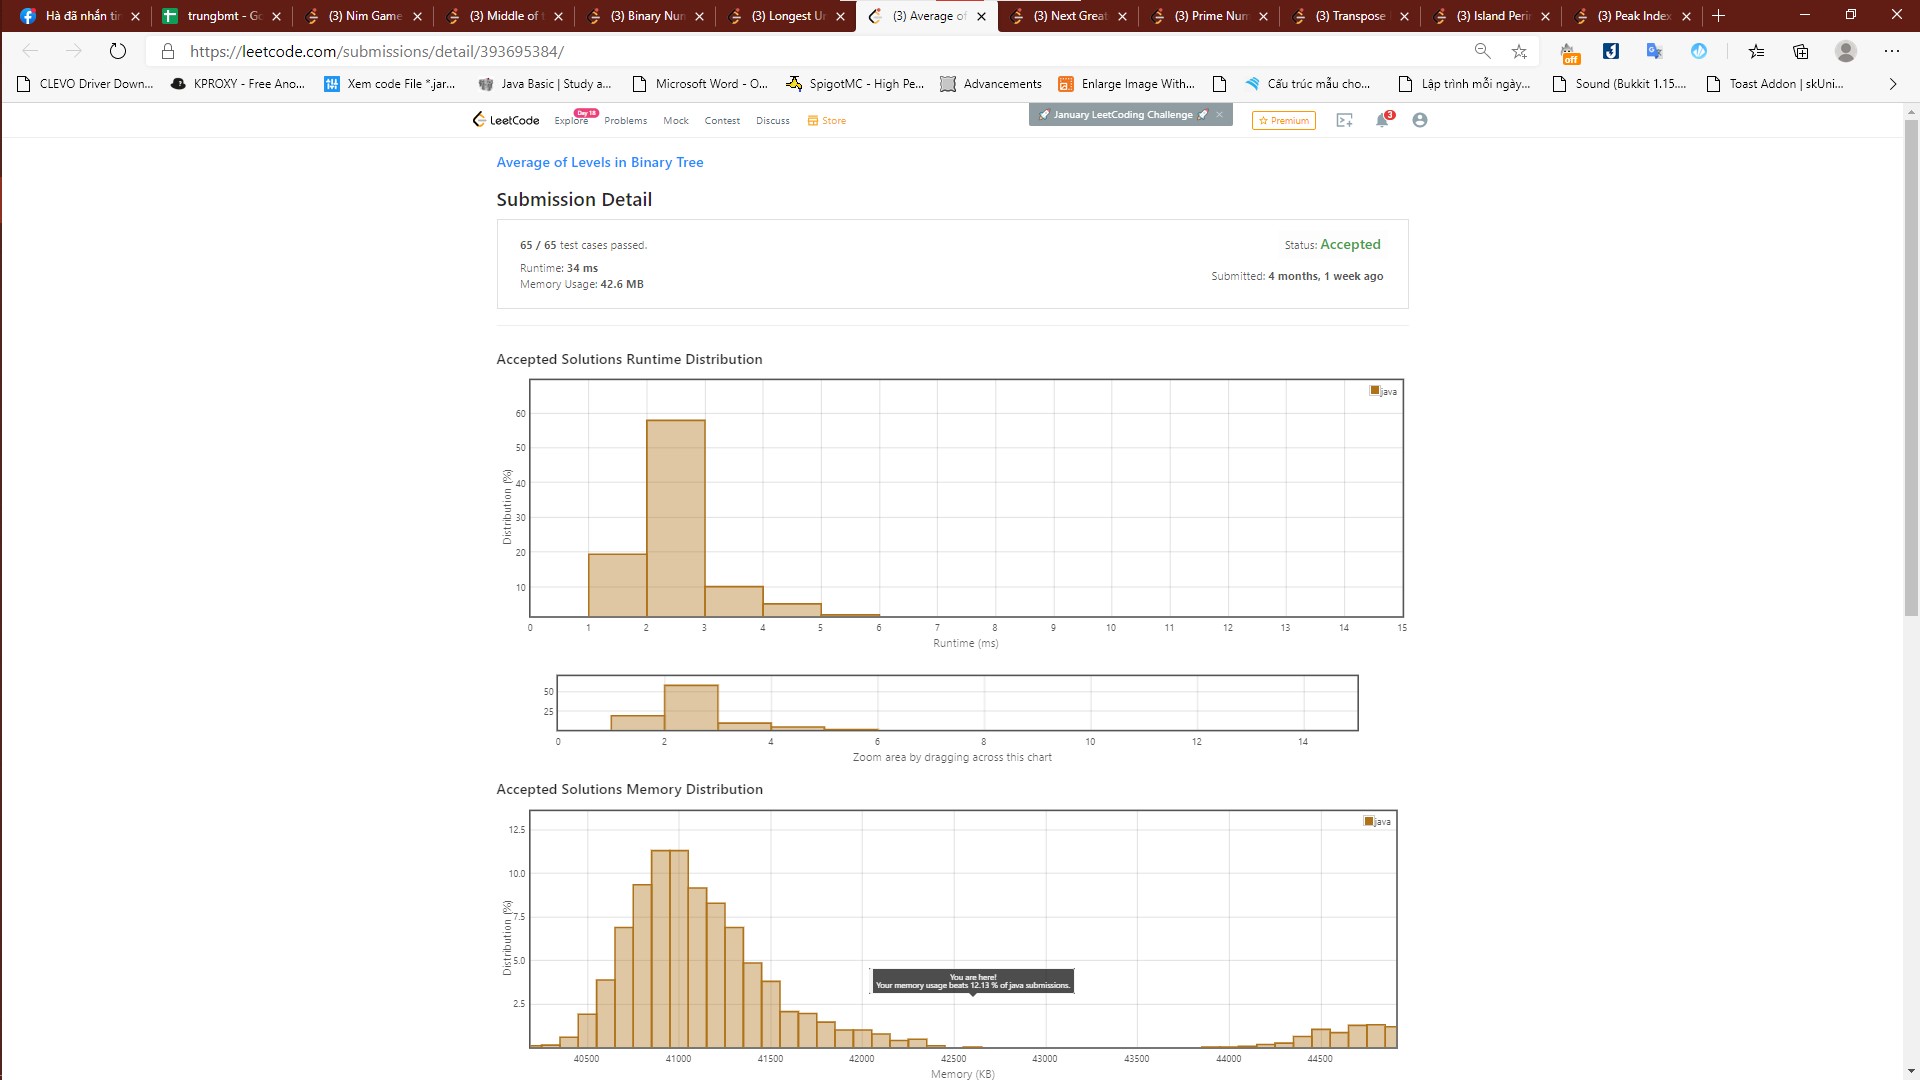 Hà đã nhắn tir
trungbmt - Go
(3) Nim Game
(3) Middle of t
(3) Binary Num
(3) Longest Ur
(3) Average of
(3) Next Great
(3) Prime Num
(3) Transpose
(3) Island Peri
(3) Peak Index
https://leetcode.com/submissions/detail/393695384/
off
CLEVO Driver Down...
KPROXY - Free Ano...
Xem code File *.jar...
Java Basic | Study a...
Microsoft Word - O...
SpigotMC - High Pe...
Advancements
Enlarge Image With...
Cấu trúc mẫu cho...
Lập trình mỗi ngày...
Sound (Bukkit 1.15....
Toast Addon | skUni...
LeetCode
Explore
Day 18
Problems
Mock
Contest
Discuss
Store
January LeetCoding Challenge
Premium
3
Average of Levels in Binary Tree
Submission Detail
65 / 65 test cases passed.
Status: Accepted
Runtime: 34 ms
Submitted: 4 months, 1 week ago
Memory Usage: 42.6 MB
Accepted Solutions Runtime Distribution
java
60
50
40
30
20
10
Distribution (%)
0 1 2 3 4 5 6 7 8 9 10 11 12 13 14 15
Runtime (ms)
50
25
0 2 4 6 8 10 12 14
Zoom area by dragging across this chart
Accepted Solutions Memory Distribution
java
12.5
10.0
7.5
5.0
2.5
Distribution (%)
You are here!
Your memory usage beats 12.13 % of java submissions.
40500 41000 41500 42000 42500 43000 43500 44000 44500
Memory (KB)